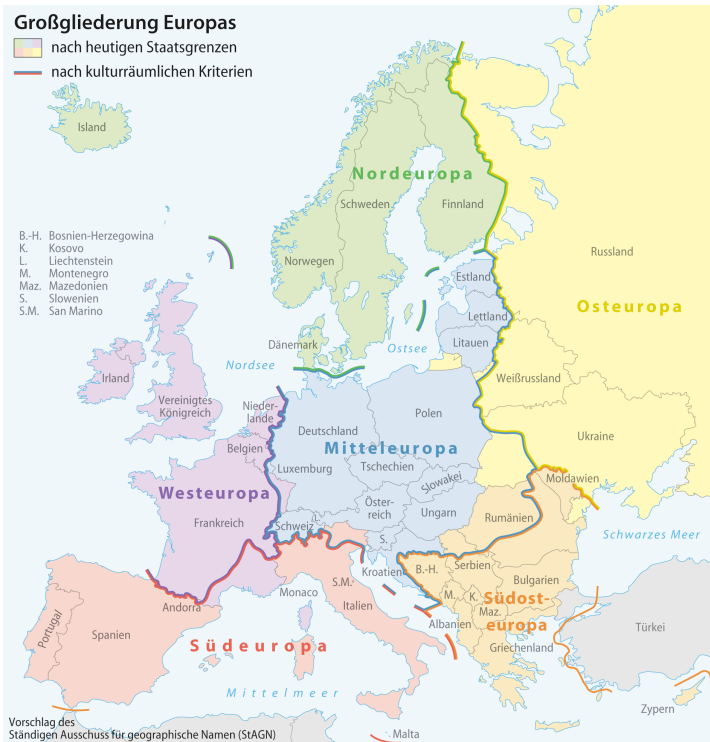 Großgliederung Europas
nach heutigen Staatsgrenzen
nach kulturräumlichen Kriterien
Island
Nordeuropa
Schweden
Finnland
Norwegen
Russland
B.-H. Bosnien-Herzegowina
K. Kosovo
L. Liechtenstein
M. Montenegro
Maz. Mazedonien
S. Slowenien
S.M. San Marino
Estland
Osteuropa
Lettland
Dänemark
Ostsee
Litauen
Nordsee
Irland
Weißrussland
Vereinigtes
Königreich
Nieder-
lande
Polen
Deutschland
Ukraine
Belgien
Mitteleuropa
Luxemburg
Tschechien
Slowakei
Moldawien
Westeuropa
Öster-
reich
Ungarn
Rumänien
Frankreich
L.
Schweiz
S.
Schwarzes Meer
Kroatien
B.-H.
Serbien
S.M.
Bulgarien
Monaco
Andorra
Italien
M.
K.
Maz.
Südost-
europa
Portugal
Spanien
Albanien
Türkei
Südeuropa
Griechenland
Mittelmeer
Zypern
Malta
Vorschlag des
Ständigen Ausschuss für geographische Namen (StAGN)